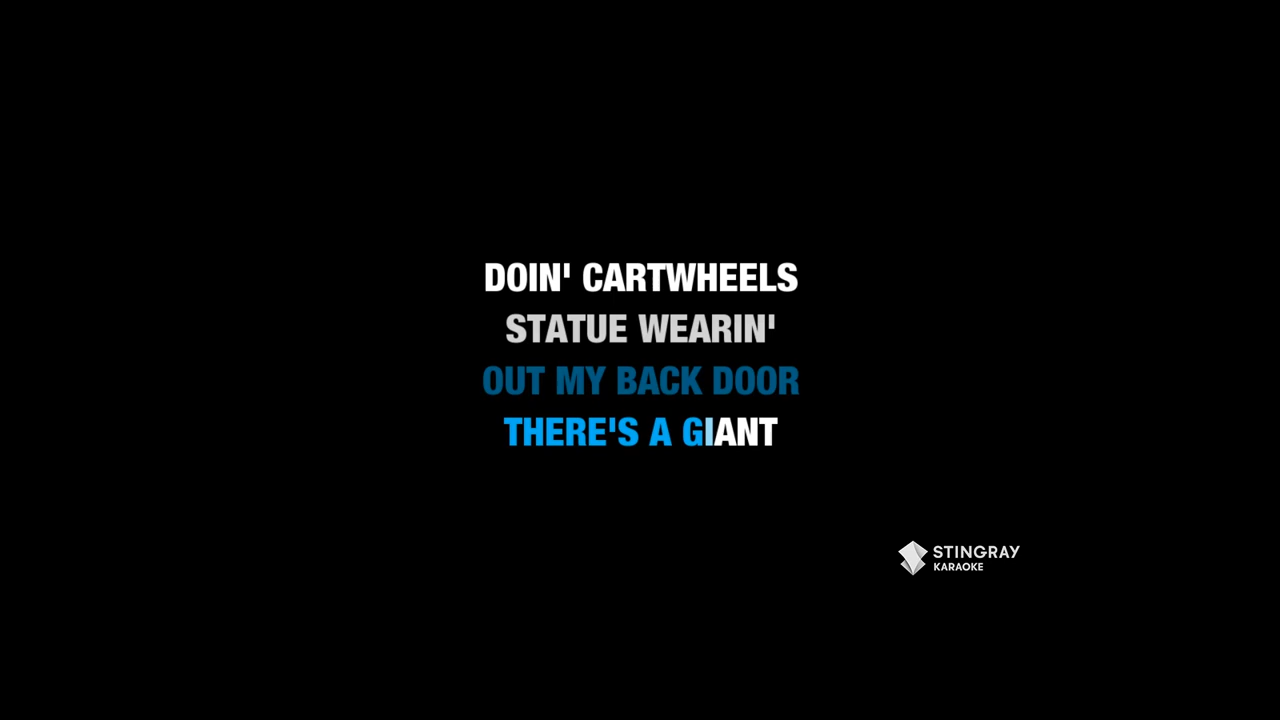 DOIN' CARTWHEELS
STATUE WEARIN'
OUT MY BACK DOOR
THERE'S A GIANT
STINGRAY
KARAOKE